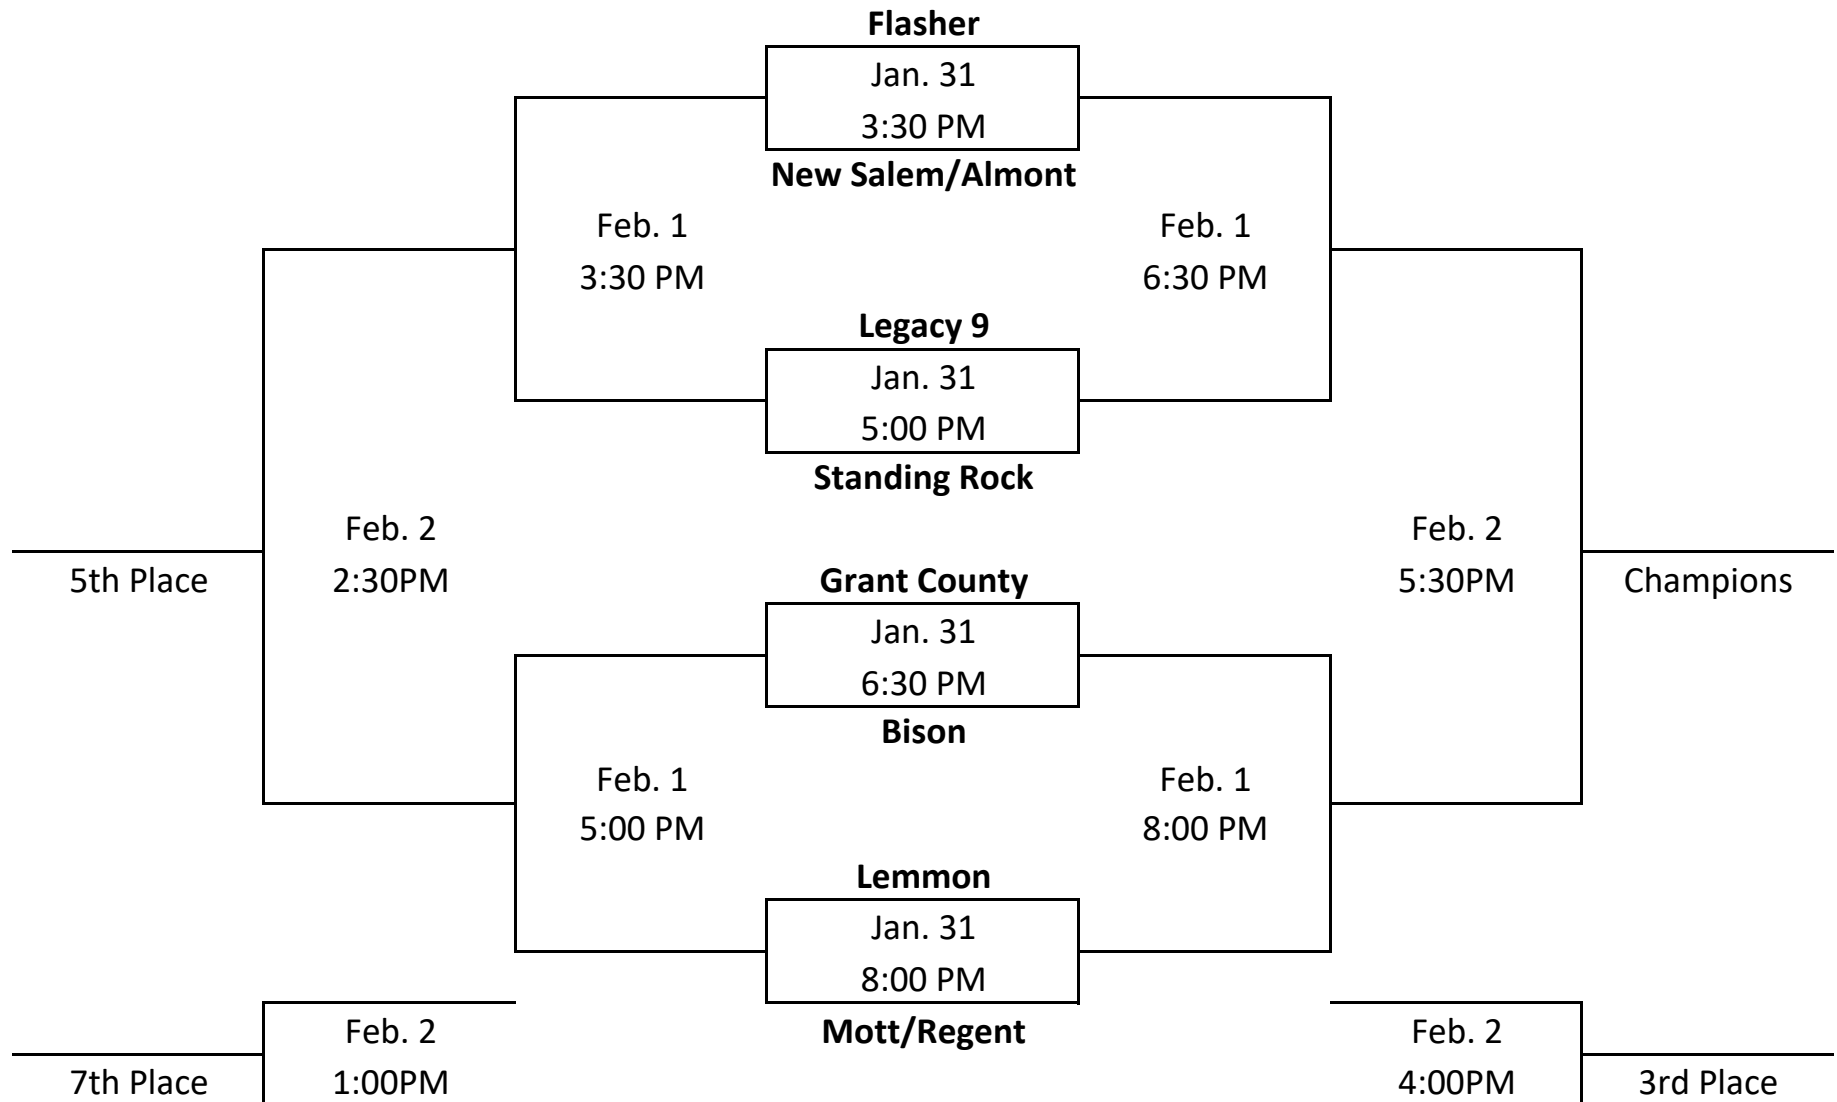 Flasher
Jan. 31
3:30 PM
New Salem/Almont
Feb. 1
Feb. 1
3:30 PM
6:30 PM
Legacy 9
Jan. 31
5:00 PM
Standing Rock
Feb. 2
Feb. 2
5th Place
2:30PM
Grant County
5:30PM
Champions
Jan. 31
6:30 PM
Bison
Feb. 1
Feb. 1
5:00 PM
8:00 PM
Lemmon
Jan. 31
8:00 PM
Feb. 2
Mott/Regent
Feb. 2
7th Place
1:00PM
4:00PM
3rd Place